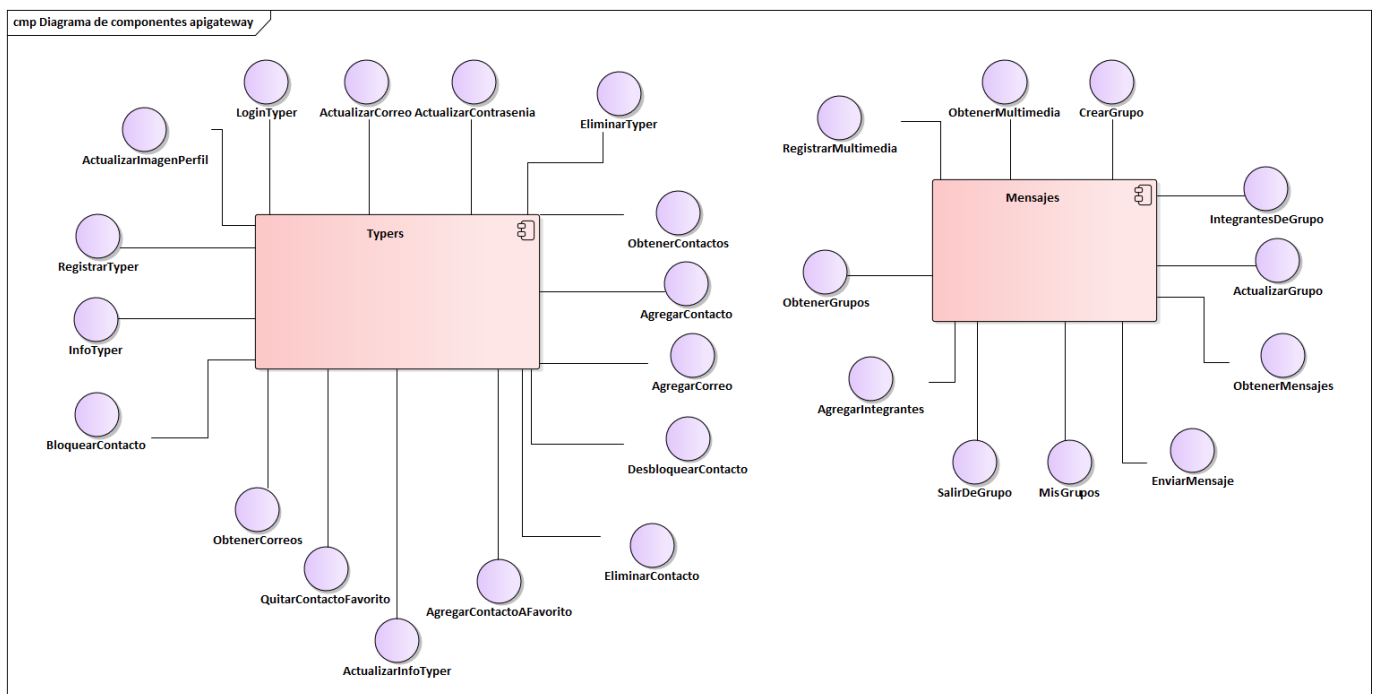 cmp Diagrama de componentes apigateway
LoginTyper
ActualizarCorreo
ActualizarContrasenia
EliminarTyper
ActualizarImagenPerfil
Typers
ObtenerContactos
RegistrarTyper
AgregarContacto
InfoTyper
AgregarCorreo
BloquearContacto
DesbloquearContacto
ObtenerCorreos
EliminarContacto
QuitarContactoFavorito
AgregarContactoAFavorito
ActualizarInfoTyper
ObtenerMultimedia
CrearGrupo
RegistrarMultimedia
Mensajes
IntegrantesDeGrupo
ObtenerGrupos
ActualizarGrupo
ObtenerMensajes
AgregarIntegrantes
SalirDeGrupo
MisGrupos
EnviarMensaje